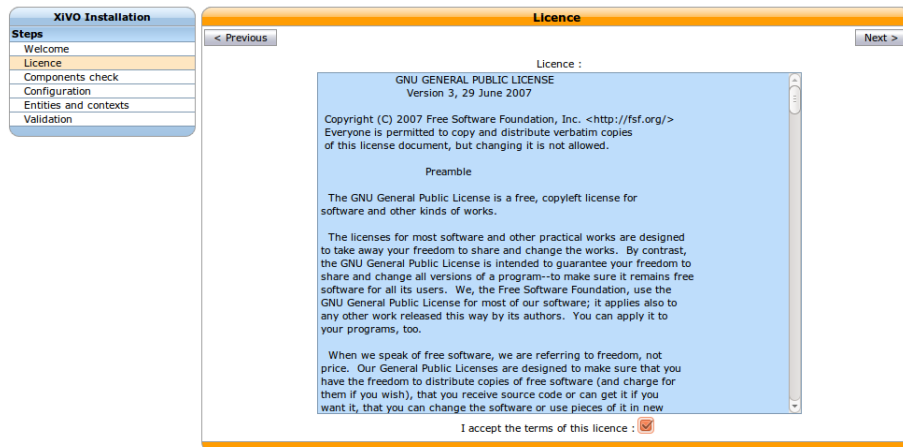 XiVO Installation
Steps
Welcome
Licence
Components check
Configuration
Entities and contexts
Validation
Licence
< Previous
Next >
Licence :
GNU GENERAL PUBLIC LICENSE
Version 3, 29 June 2007
Copyright (C) 2007 Free Software Foundation, Inc. <http://fsf.org/>
Everyone is permitted to copy and distribute verbatim copies
of this license document, but changing it is not allowed.
Preamble
The GNU General Public License is a free, copyleft license for
software and other kinds of works.
The licenses for most software and other practical works are designed
to take away your freedom to share and change the works. By contrast,
the GNU General Public License is intended to guarantee your freedom to
share and change all versions of a program--to make sure it remains free
software for all its users. We, the Free Software Foundation, use the
GNU General Public License for most of our software; it applies also to
any other work released this way by its authors. You can apply it to
your programs, too.
When we speak of free software, we are referring to freedom, not
price. Our General Public Licenses are designed to make sure that you
have the freedom to distribute copies of free software (and charge for
them if you wish), that you receive source code or can get it if you
want it, that you can change the software or use pieces of it in new
I accept the terms of this licence :